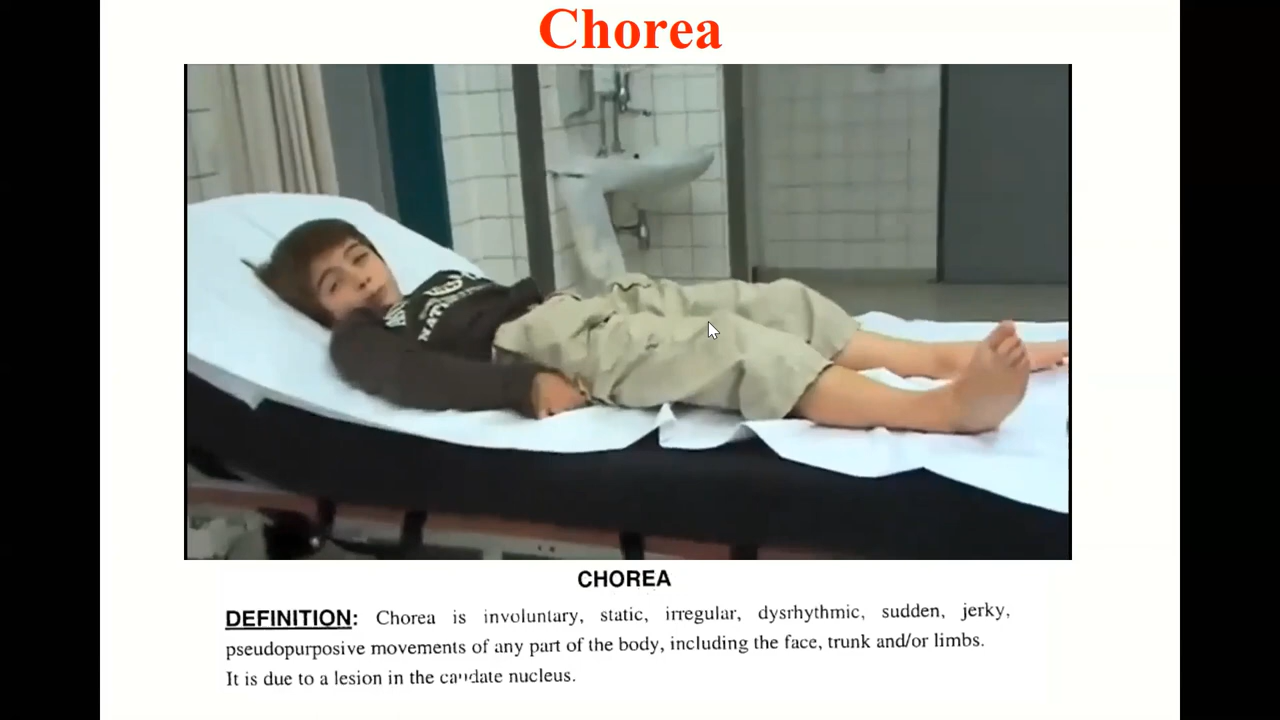 Chorea
NAT
CHOREA
DEFINITION: Chorea is involuntary, static, irregular, dysrhythmic, sudden, jerky,
pseudopurposive movements of any part of the body, including the face, trunk and/or limbs.
It is due to a lesion in the caudate nucleus.